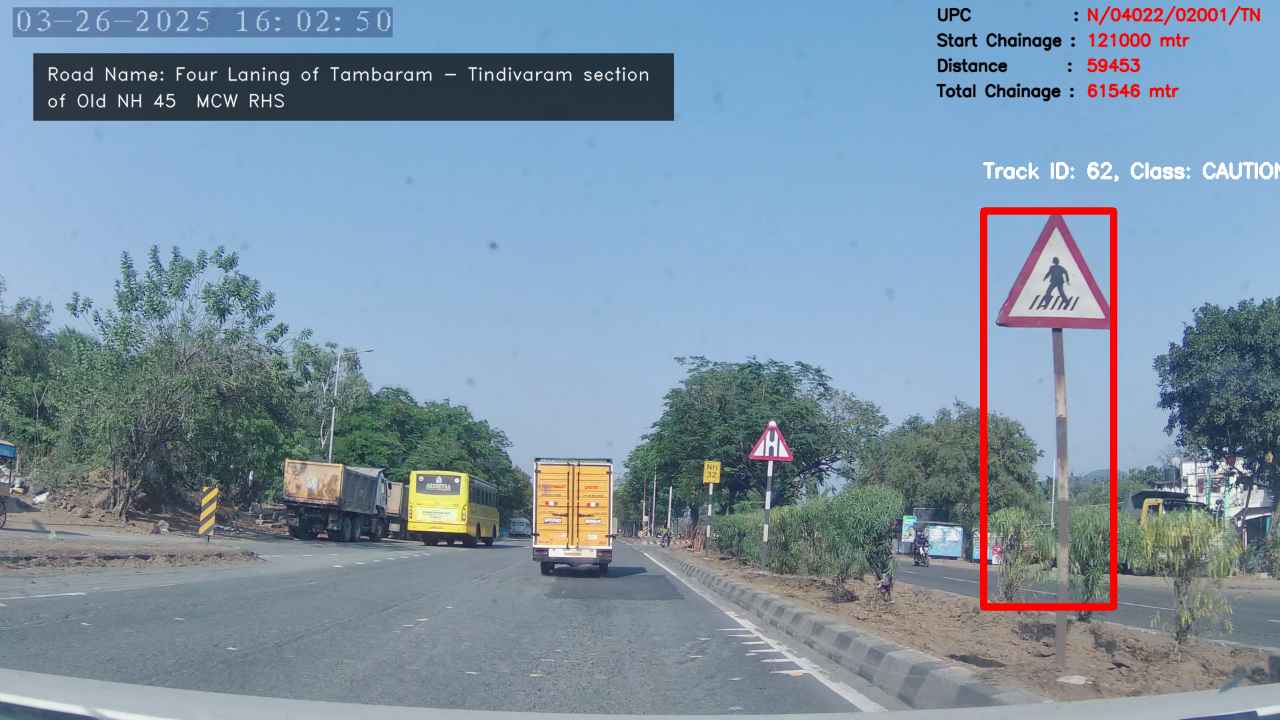 03-26-2025 16:02:50
UPC : N/04022/02001/TN
Start Chainage : 121000 mtr
Distance : 59453
Total Chainage : 61546 mtr
Road Name: Four Laning of Tambaram - Tindivaram section
of Old NH 45 MCW RHS
Track ID: 62, Class: CAUTION
NH
32